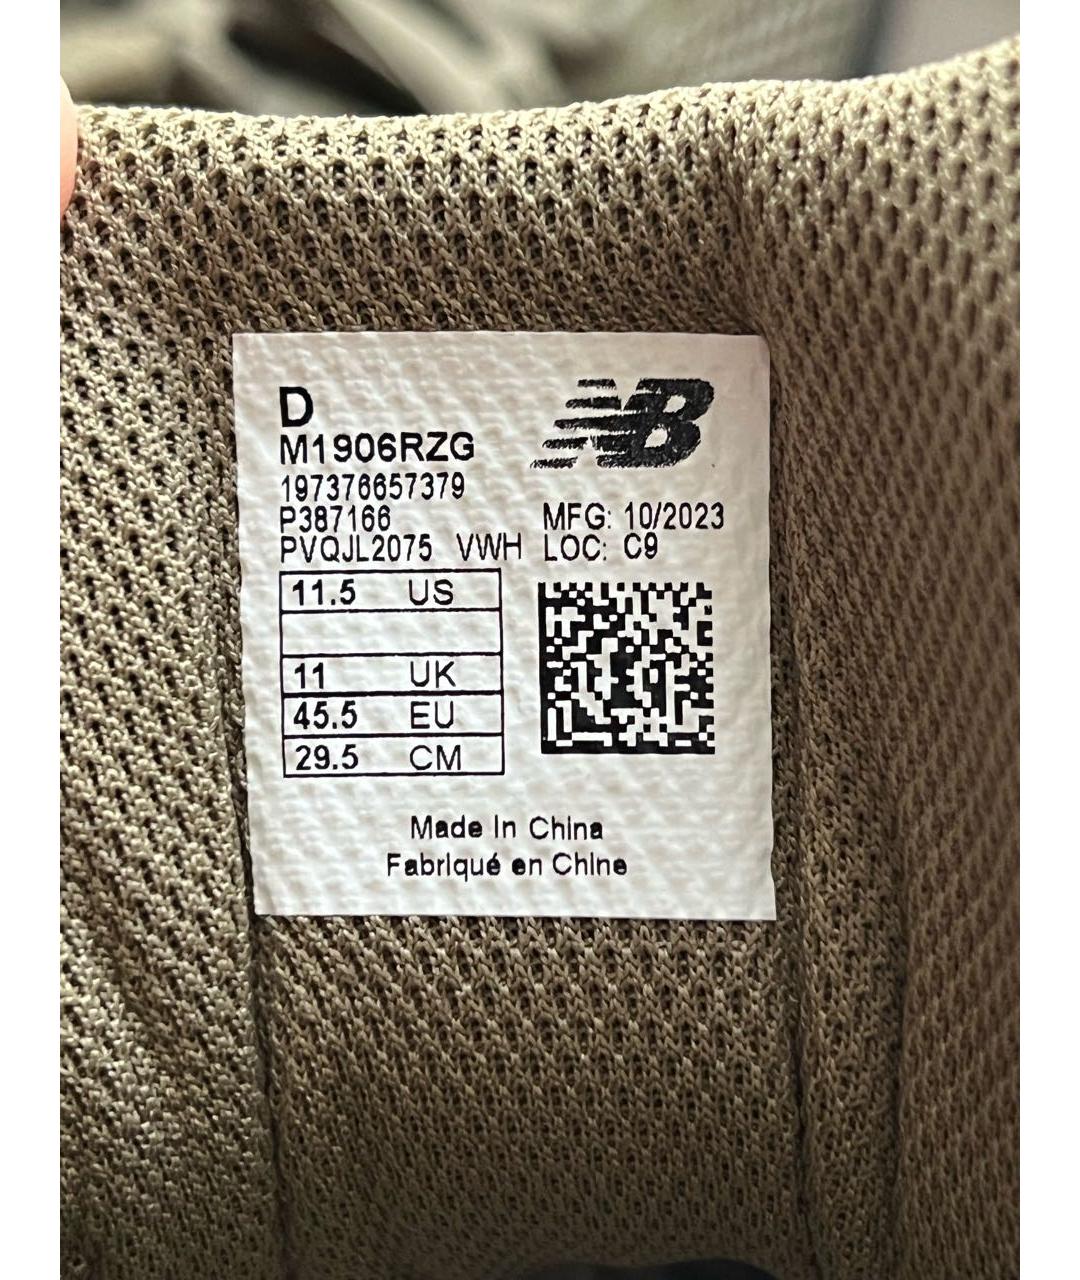 D
NB
M1906RZG
197376657379
P387166
MFG: 10/2023
PVQJL2075 VWH LOC: C9
11.5 US
11 UK
45.5 EU
29.5 CM
Made In China
Fabriqué en Chine